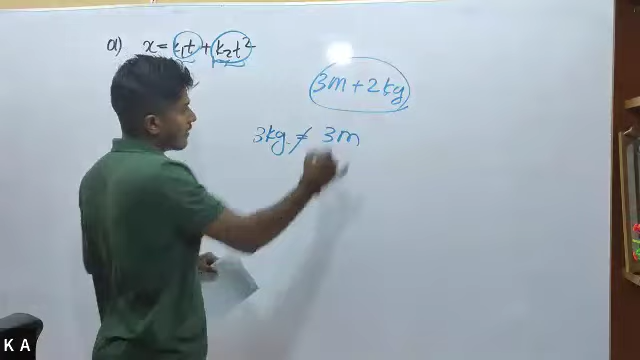 a) x = k₁t + k₂t²
3m + 2kg
3kg ≠ 3m
K A